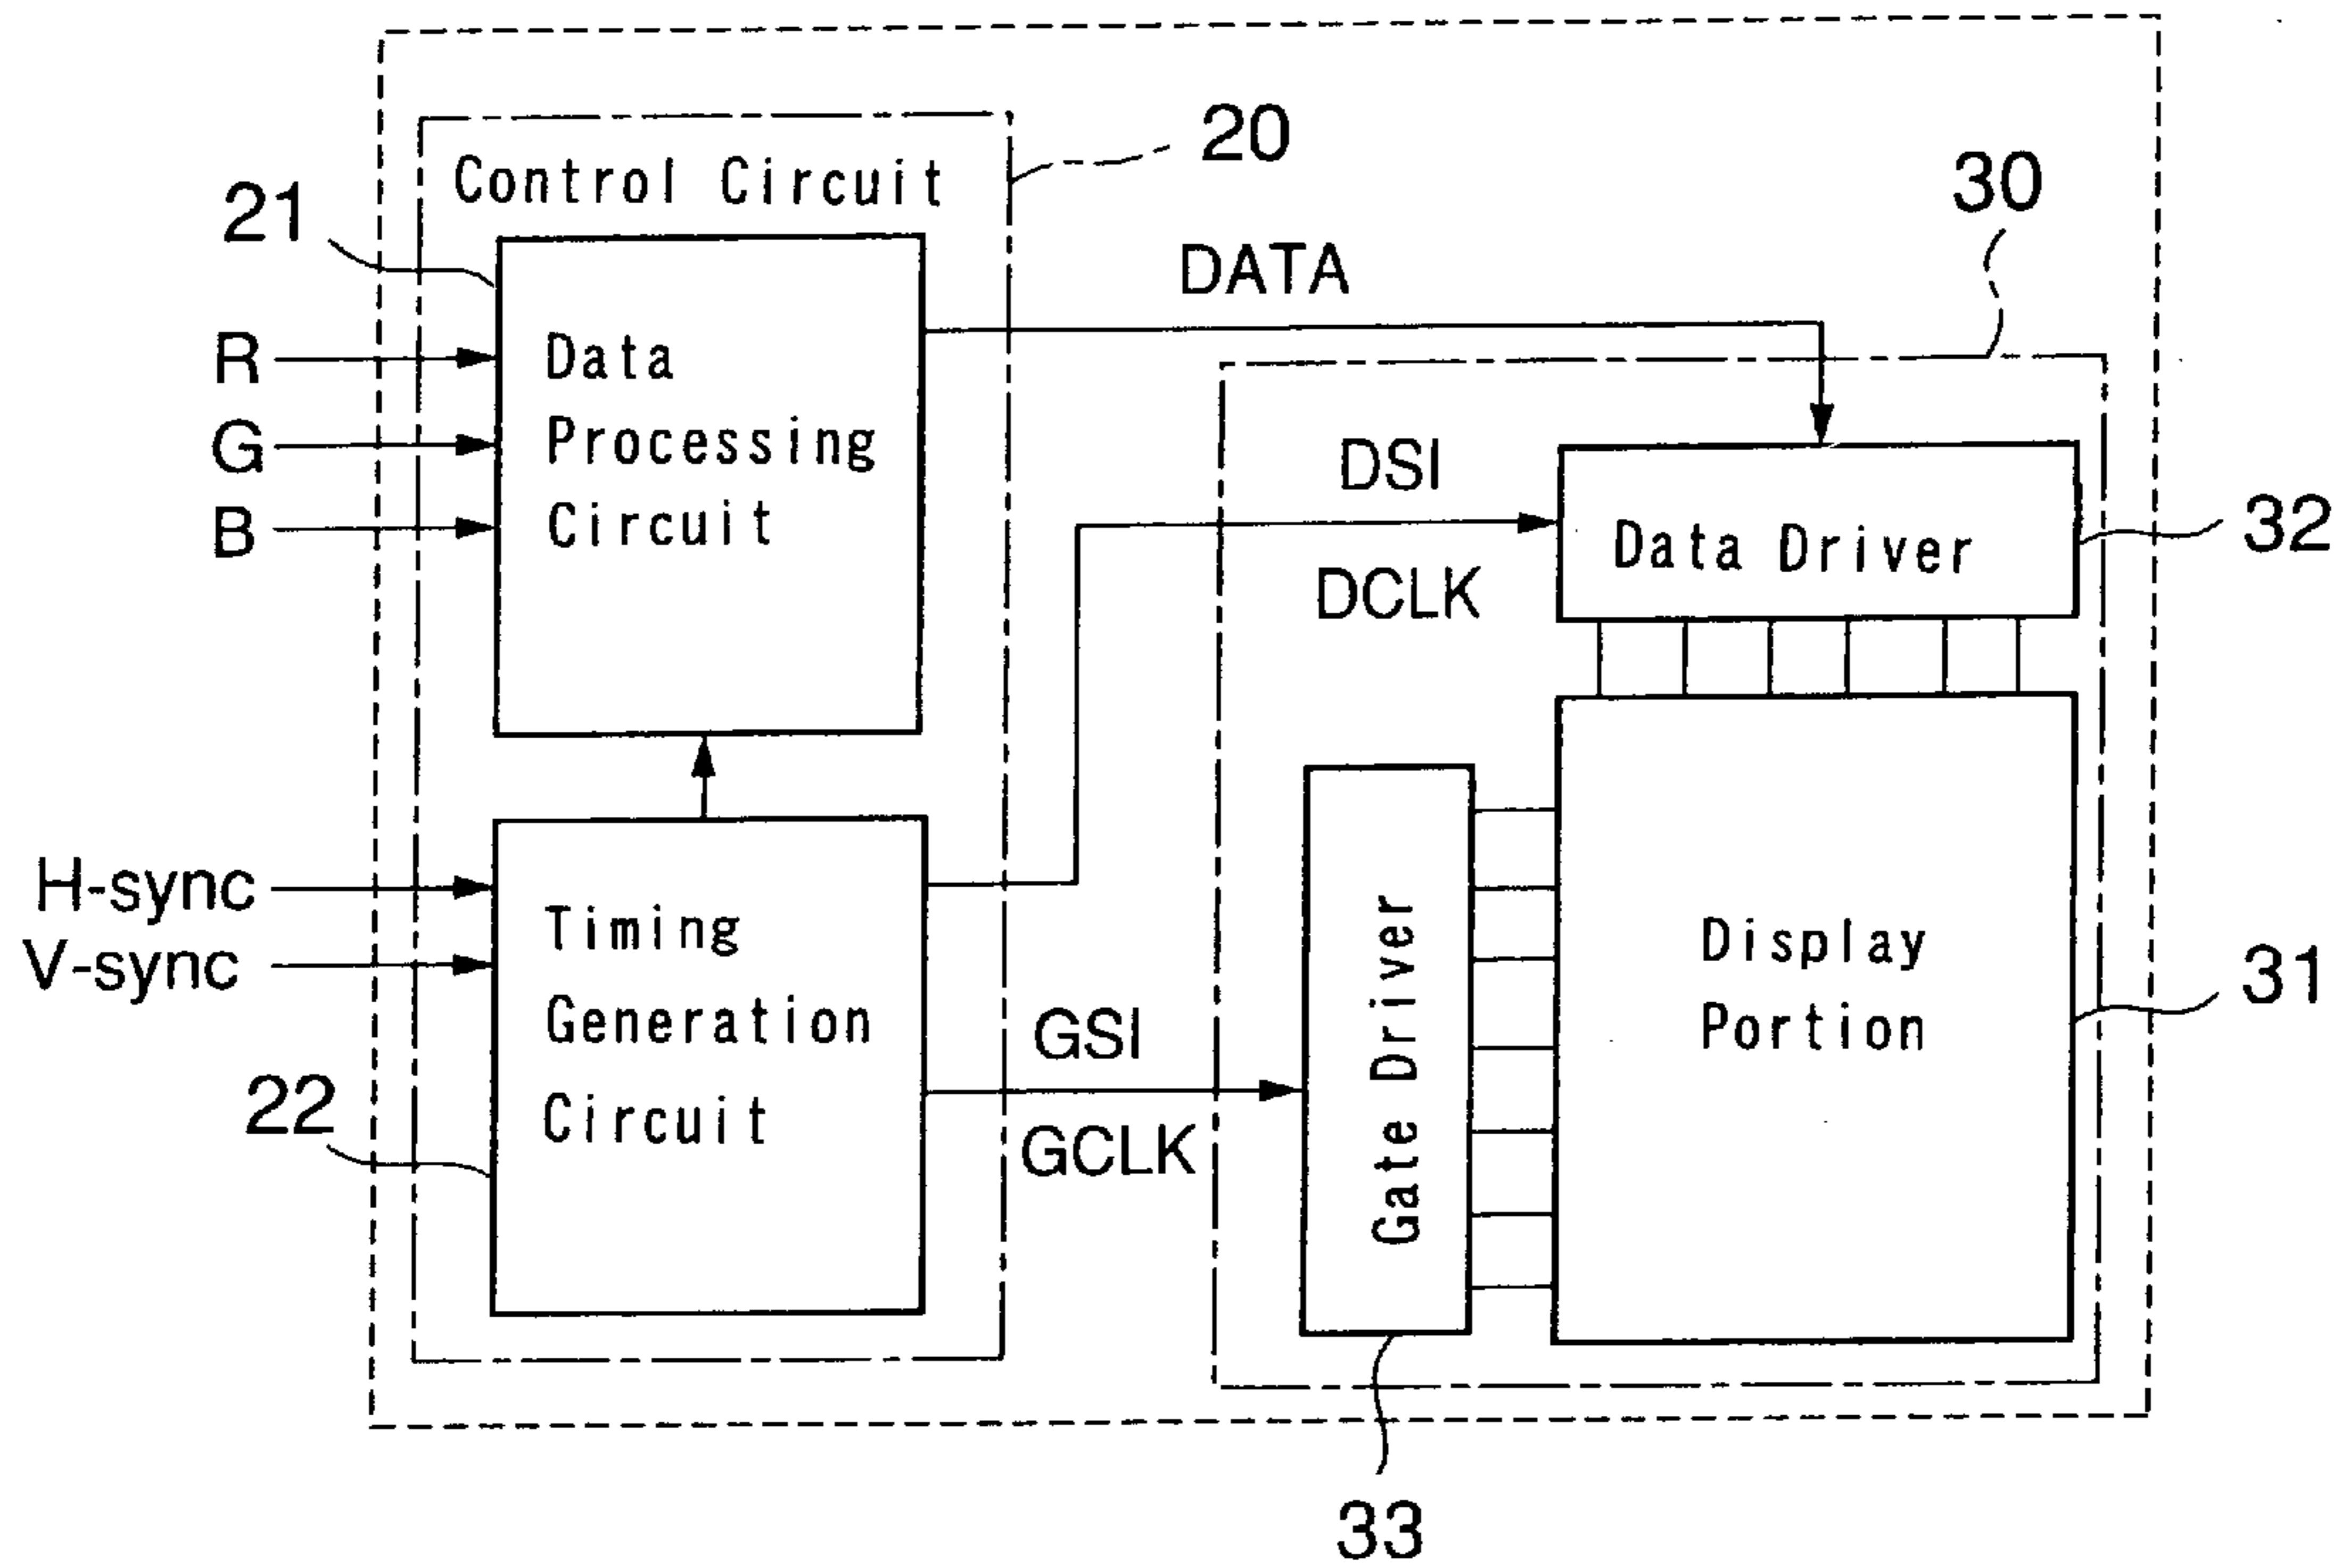 20
Control Circuit
30
21
DATA
R
Data
G
Processing
DSI
B
Circuit
Data Driver
32
DCLK
H-sync
Timing
Display
V-sync
Gate Driver
31
Generation
Portion
GSI
22
Circuit
GCLK
33